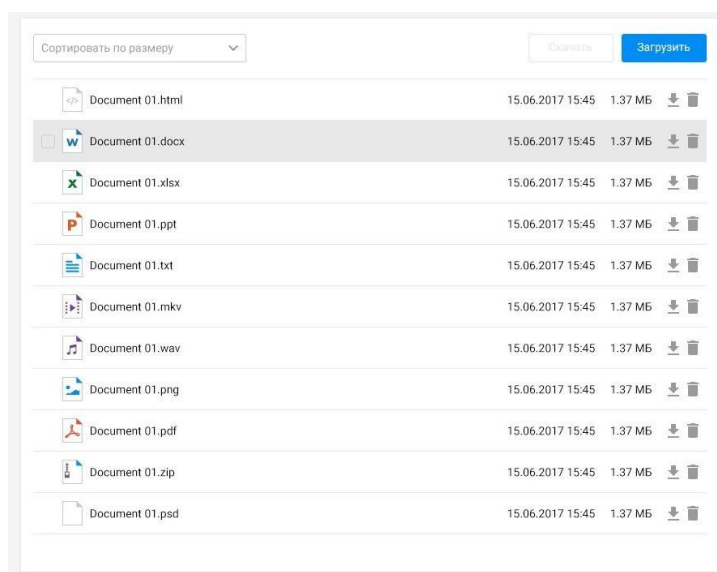 Сортировать по размеру Скачать Загрузить
Document 01.html 15.06.2017 15:45 1.37 МБ
Document 01.docx 15.06.2017 15:45 1.37 МБ
Document 01.xlsx 15.06.2017 15:45 1.37 МБ
Document 01.ppt 15.06.2017 15:45 1.37 МБ
Document 01.txt 15.06.2017 15:45 1.37 МБ
Document 01.mkv 15.06.2017 15:45 1.37 МБ
Document 01.wav 15.06.2017 15:45 1.37 МБ
Document 01.png 15.06.2017 15:45 1.37 МБ
Document 01.pdf 15.06.2017 15:45 1.37 МБ
Document 01.zip 15.06.2017 15:45 1.37 МБ
Document 01.psd 15.06.2017 15:45 1.37 МБ